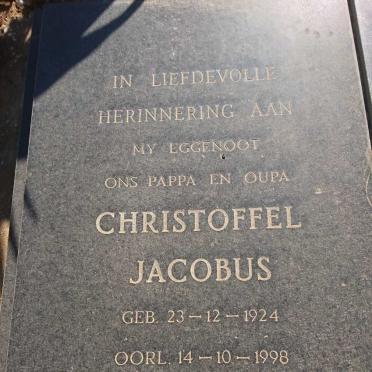 IN LIEFDEVOLLE
HERINNERING AAN
MY EGGENOOT
ONS PAPPA EN OUPA
CHRISTOFFEL
JACOBUS
GEB. 23-12-1924
OORL. 14-10-1998